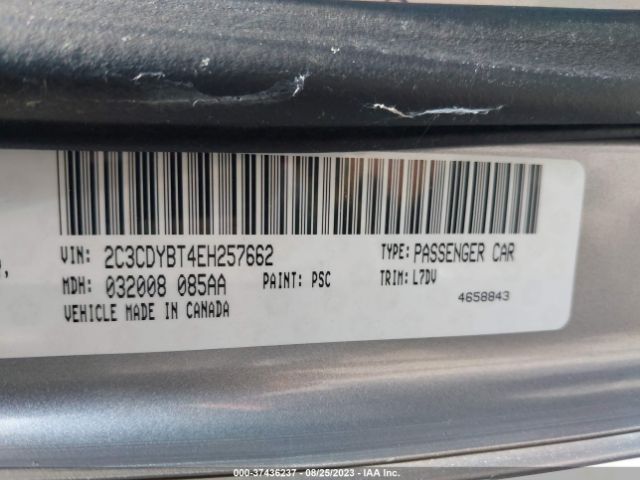 VIN: 2C3CDYBT4EH257662 TYPE: PASSENGER CAR
MDH: 032008 085AA PAINT: PSC TRIM: L7DV
VEHICLE MADE IN CANADA 4658843
000-37436237 - 08/25/2023 - IAA Inc.